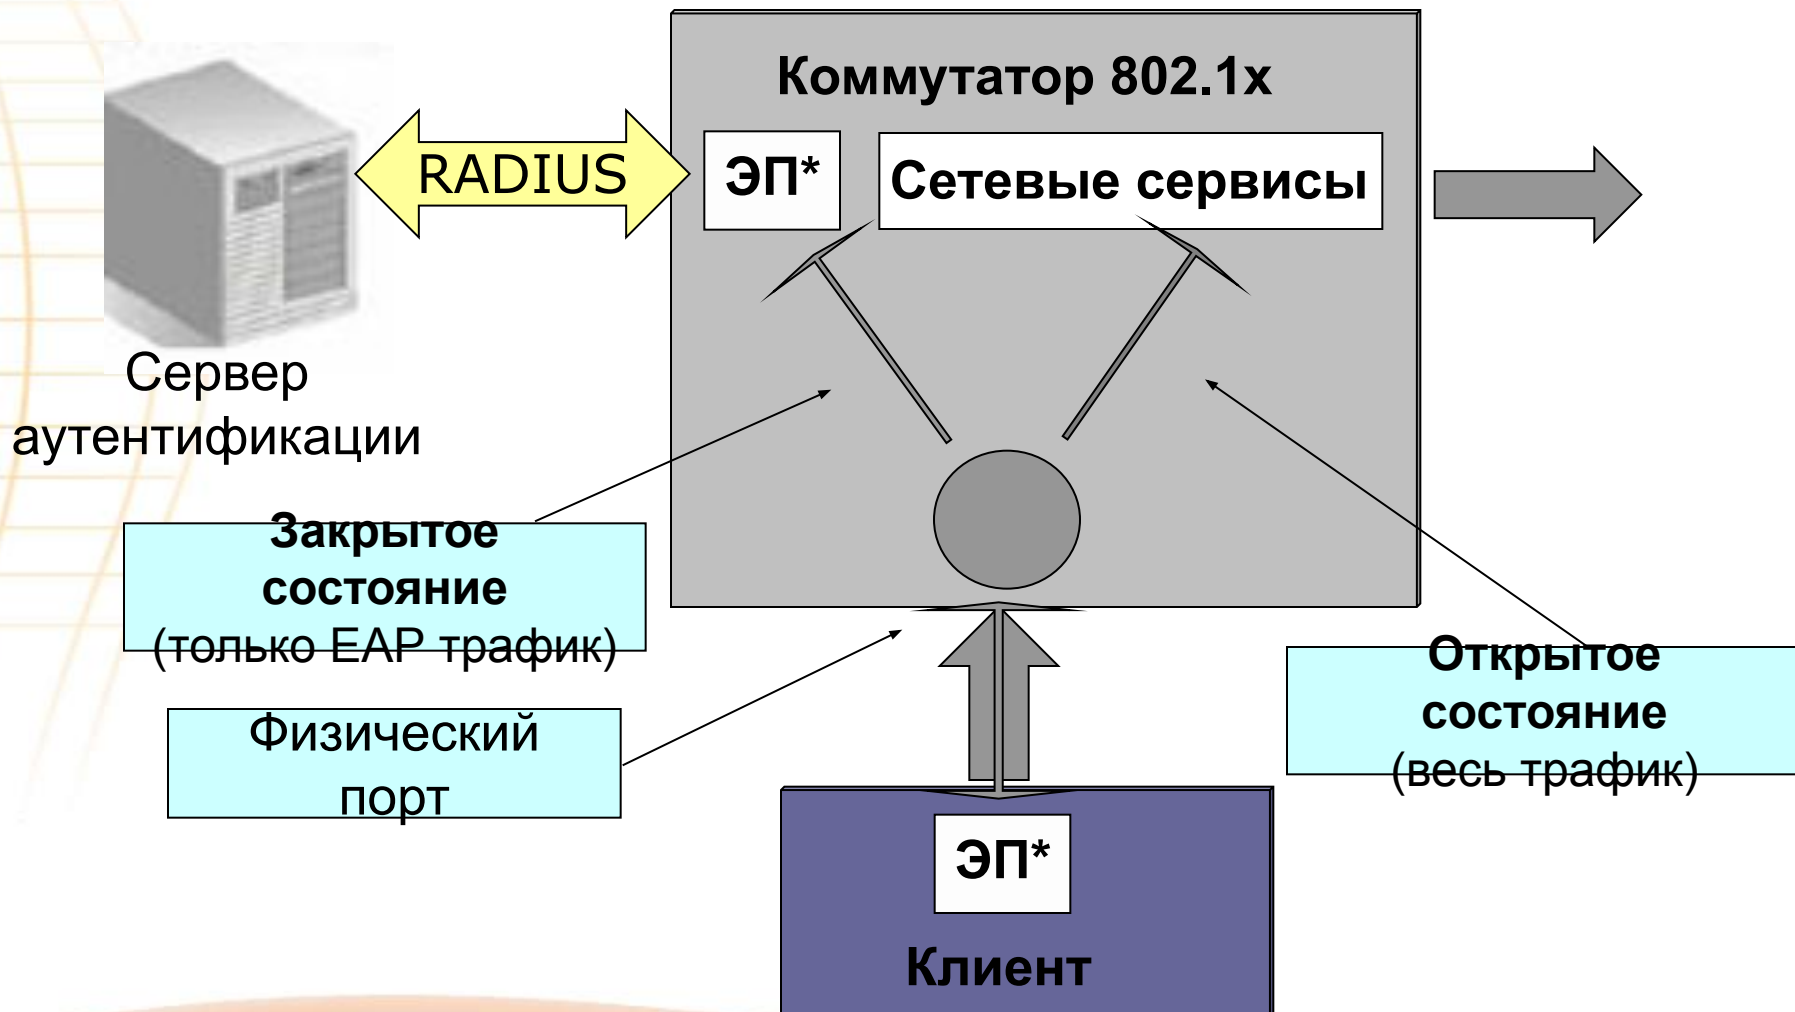 Коммутатор 802.1x
RADIUS
ЭП*
Сетевые сервисы
Сервер
аутентификации
Закрытое
состояние
(только EAP трафик)
Физический
порт
Открытое
состояние
(весь трафик)
ЭП*
Клиент